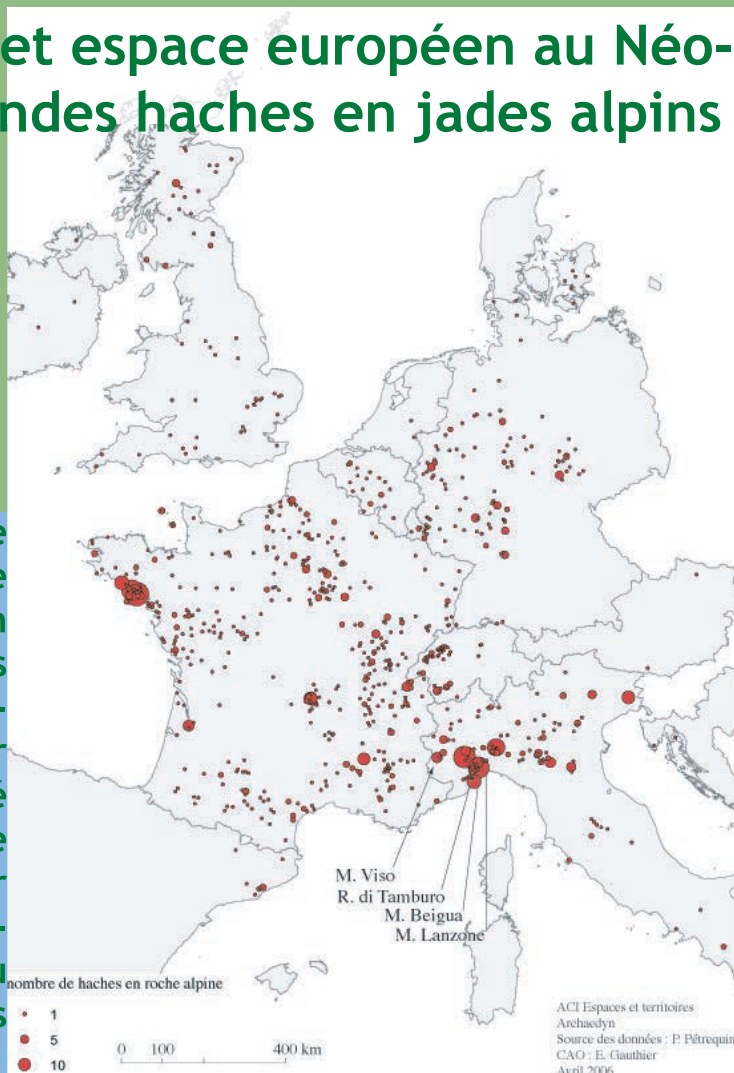 et espace européen au Néo-
ndes haches en jades alpins
M. Viso
R. di Tamburo
M. Beigua
M. Lanzone
nombre de haches en roche alpine
1
5
10
0 100 400 km
ACI Espaces et territoires
Archaedyn
Source des données : P. Pétrequin
CAO : E. Gauthier
Avril 2006